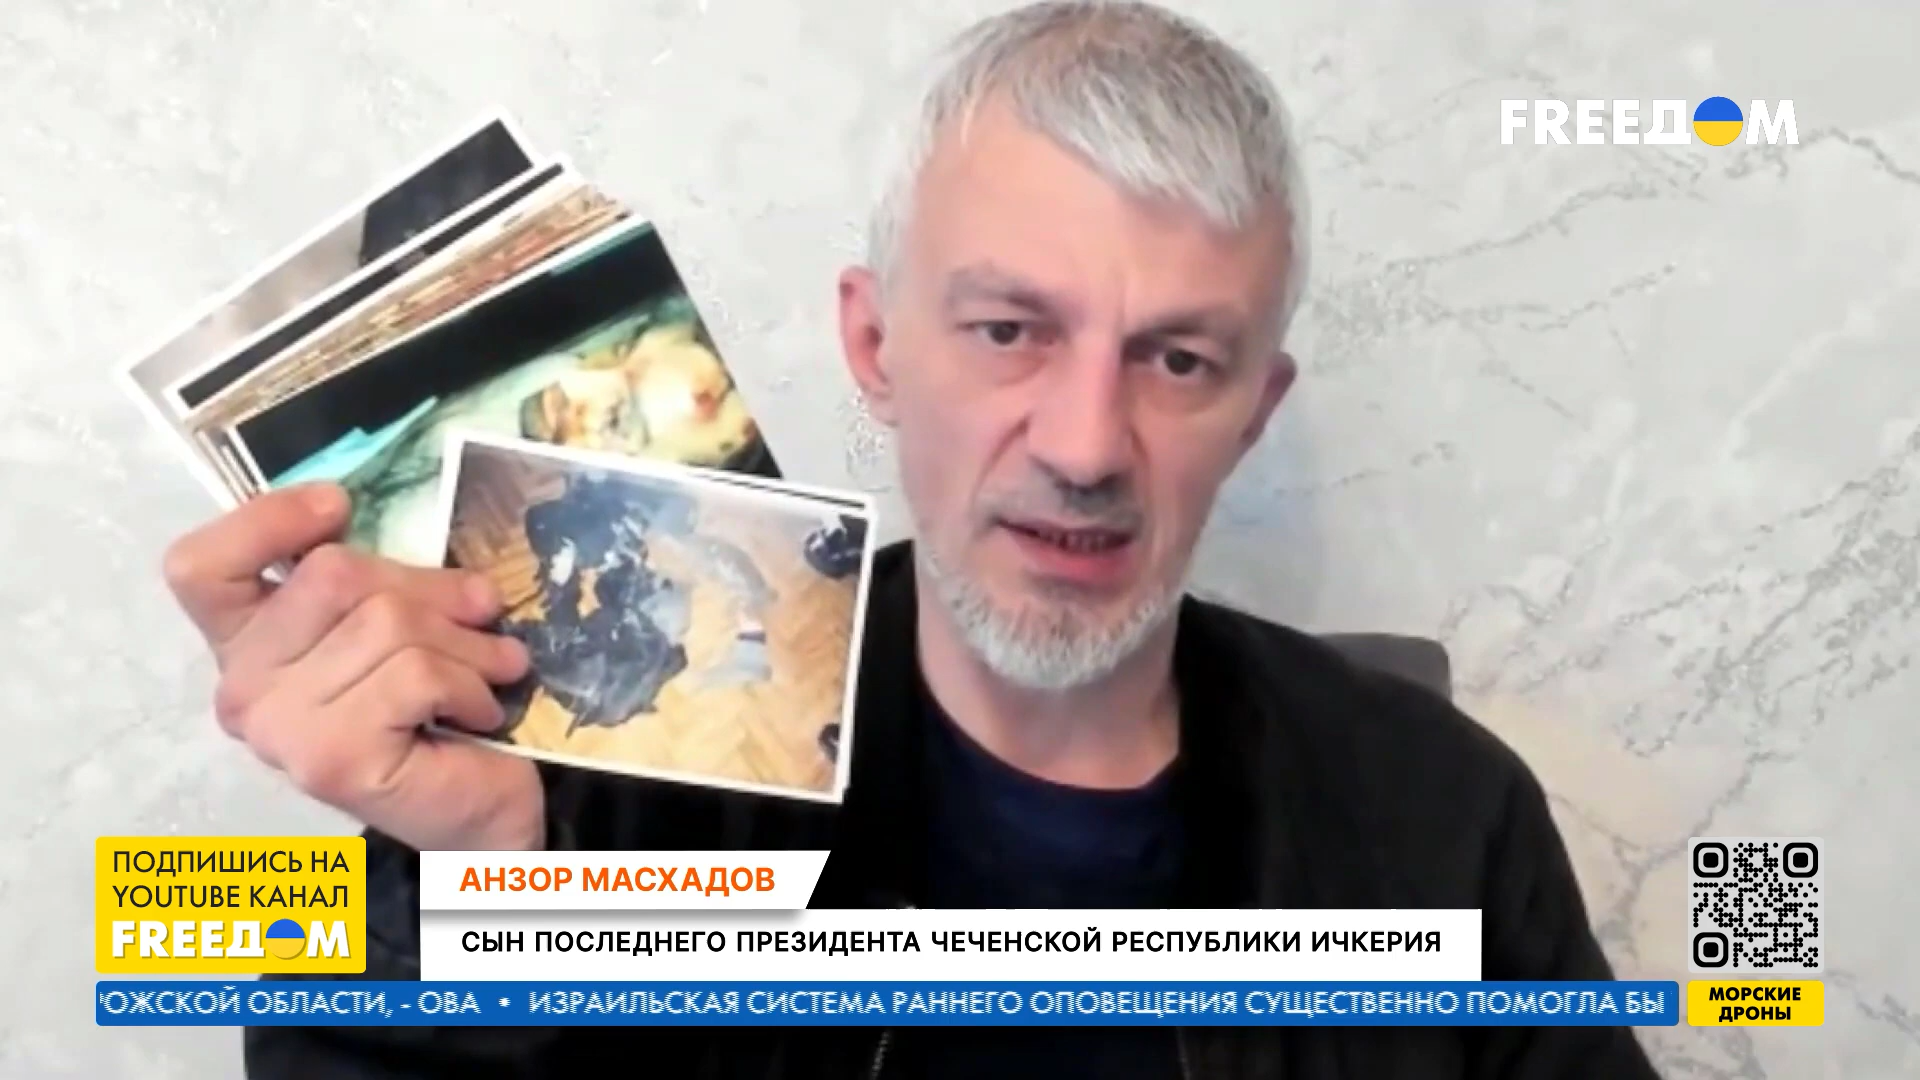 FREEДOM
ПОДПИШИСЬ НА
YOUTUBE КАНАЛ
FREEДOM
АНЗОР МАСХАДОВ
СЫН ПОСЛЕДНЕГО ПРЕЗИДЕНТА ЧЕЧЕНСКОЙ РЕСПУБЛИКИ ИЧКЕРИЯ
ОЖСКОЙ ОБЛАСТИ, - ОВА • ИЗРАИЛЬСКАЯ СИСТЕМА РАННЕГО ОПОВЕЩЕНИЯ СУЩЕСТВЕННО ПОМОГЛА БЫ
МОРСКИЕ
ДРОНЫ